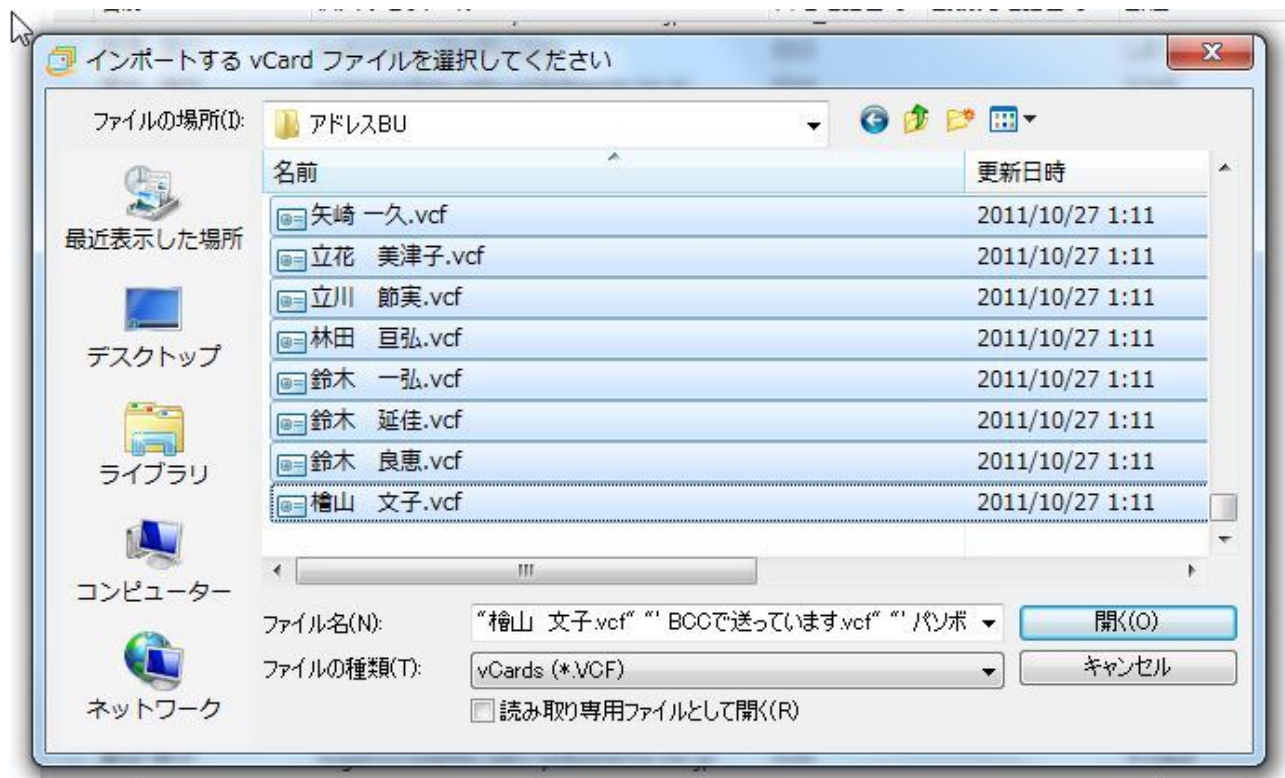 インポートする vCard ファイルを選択してください
ファイルの場所(I):
アドレスBU
名前 更新日時
矢崎 一久.vcf 2011/10/27 1:11
立花　美津子.vcf 2011/10/27 1:11
立川　節実.vcf 2011/10/27 1:11
林田　亘弘.vcf 2011/10/27 1:11
鈴木　一弘.vcf 2011/10/27 1:11
鈴木　延佳.vcf 2011/10/27 1:11
鈴木　良恵.vcf 2011/10/27 1:11
檜山　文子.vcf 2011/10/27 1:11
最近表示した場所
デスクトップ
ライブラリ
コンピューター
ネットワーク
ファイル名(N): "檜山　文子.vcf" "' BCCで送っています.vcf" "' パソボ 開く(O)
ファイルの種類(T): vCards (*.VCF) キャンセル
読み取り専用ファイルとして開く(R)